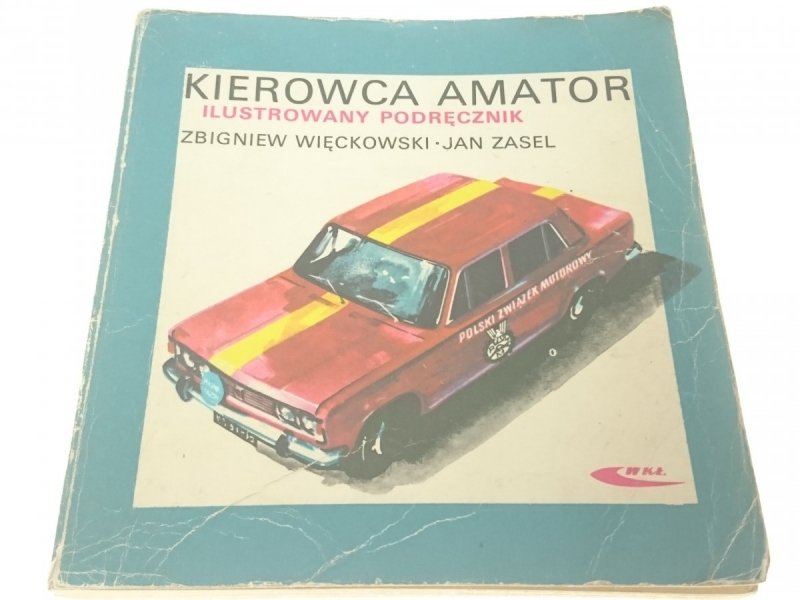 KIEROWCA AMATOR
ILUSTROWANY PODRĘCZNIK
ZBIGNIEW WIĘCKOWSKI · JAN ZASEL
POLSKI ZWIĄZEK MOTOROWY
WKŁ